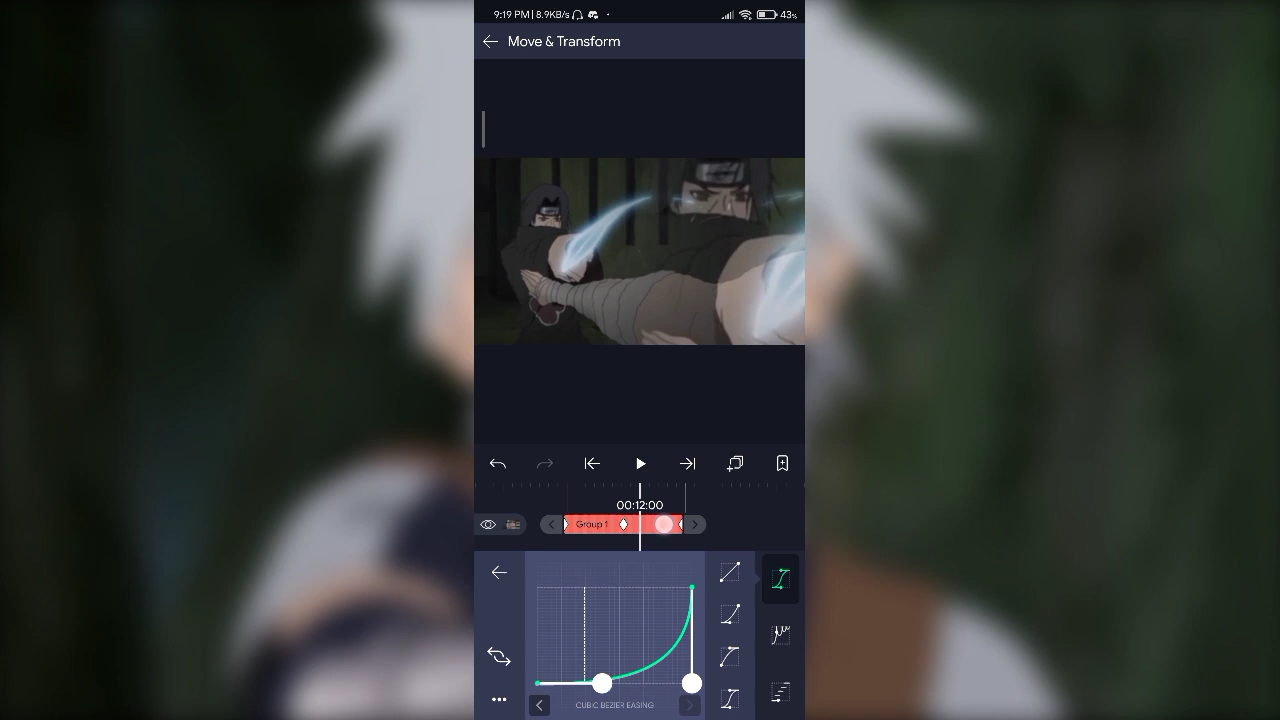 9:19 PM | 8.9KB/s
43%
Move & Transform
00:12:00
Group 1
CUBIC BEZIER EASING